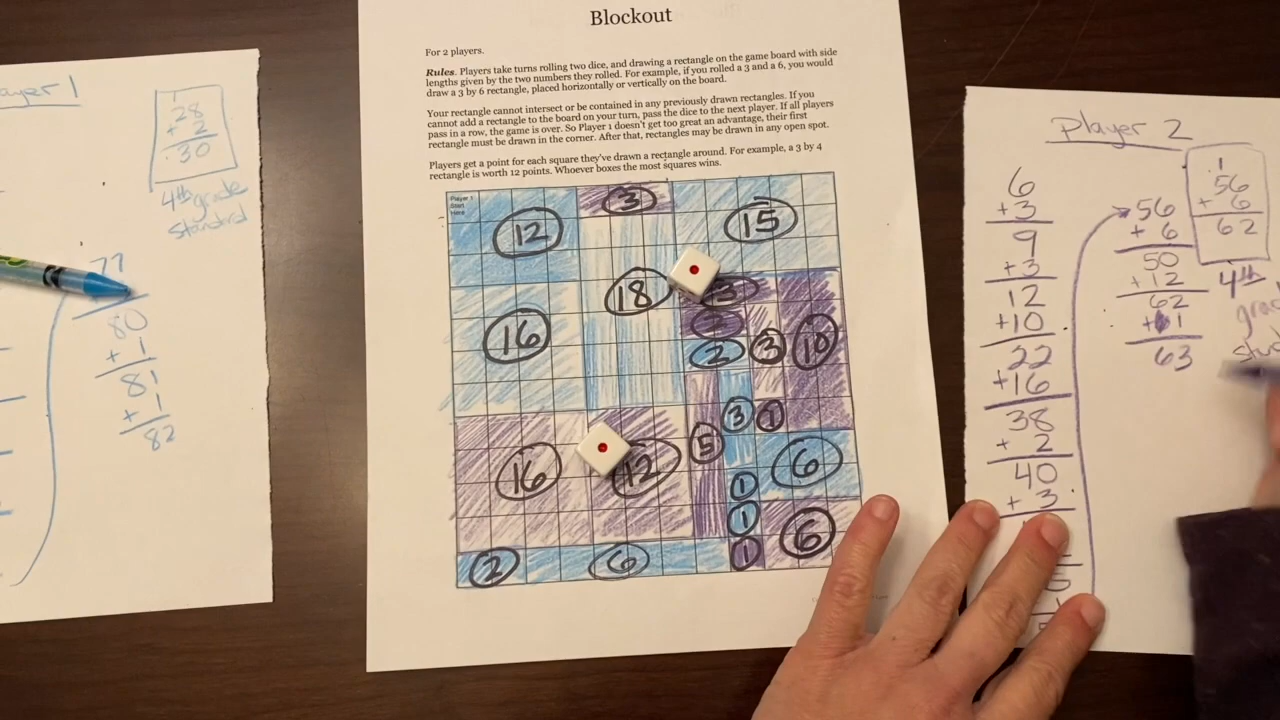 Blockout
For 2 players.
Rules. Players take turns rolling two dice, and drawing a rectangle on the game board with side
lengths given by the two numbers they rolled. For example, if you rolled a 3 and a 6, you would
draw a 3 by 6 rectangle, placed horizontally or vertically on the board.
Your rectangle cannot intersect or be contained in any previously drawn rectangles. If you
cannot add a rectangle to the board on your turn, pass the dice to the next player. If all players
pass in a row, the game is over. So Player 1 doesn't get too great an advantage, their first
rectangle must be drawn in the corner. After that, rectangles may be drawn in any open spot.
Players get a point for each square they've drawn a rectangle around. For example, a 3 by 4
rectangle is worth 12 points. Whoever boxes the most squares wins.
Player 1
Start
Here
12
3
15
18
3
16
2
3
10
3
1
5
16
12
6
1
1
6
2
6
1
ayer 1
1
28
+ 2
30
4th grade
standard
77
80
+ 1
81
+ 1
82
Player 2
6
+3
9
+3
12
+10
22
+16
38
+ 2
40
+ 3
56
+ 6
50
+12
62
+ 1
63
1
56
+ 6
62
4th